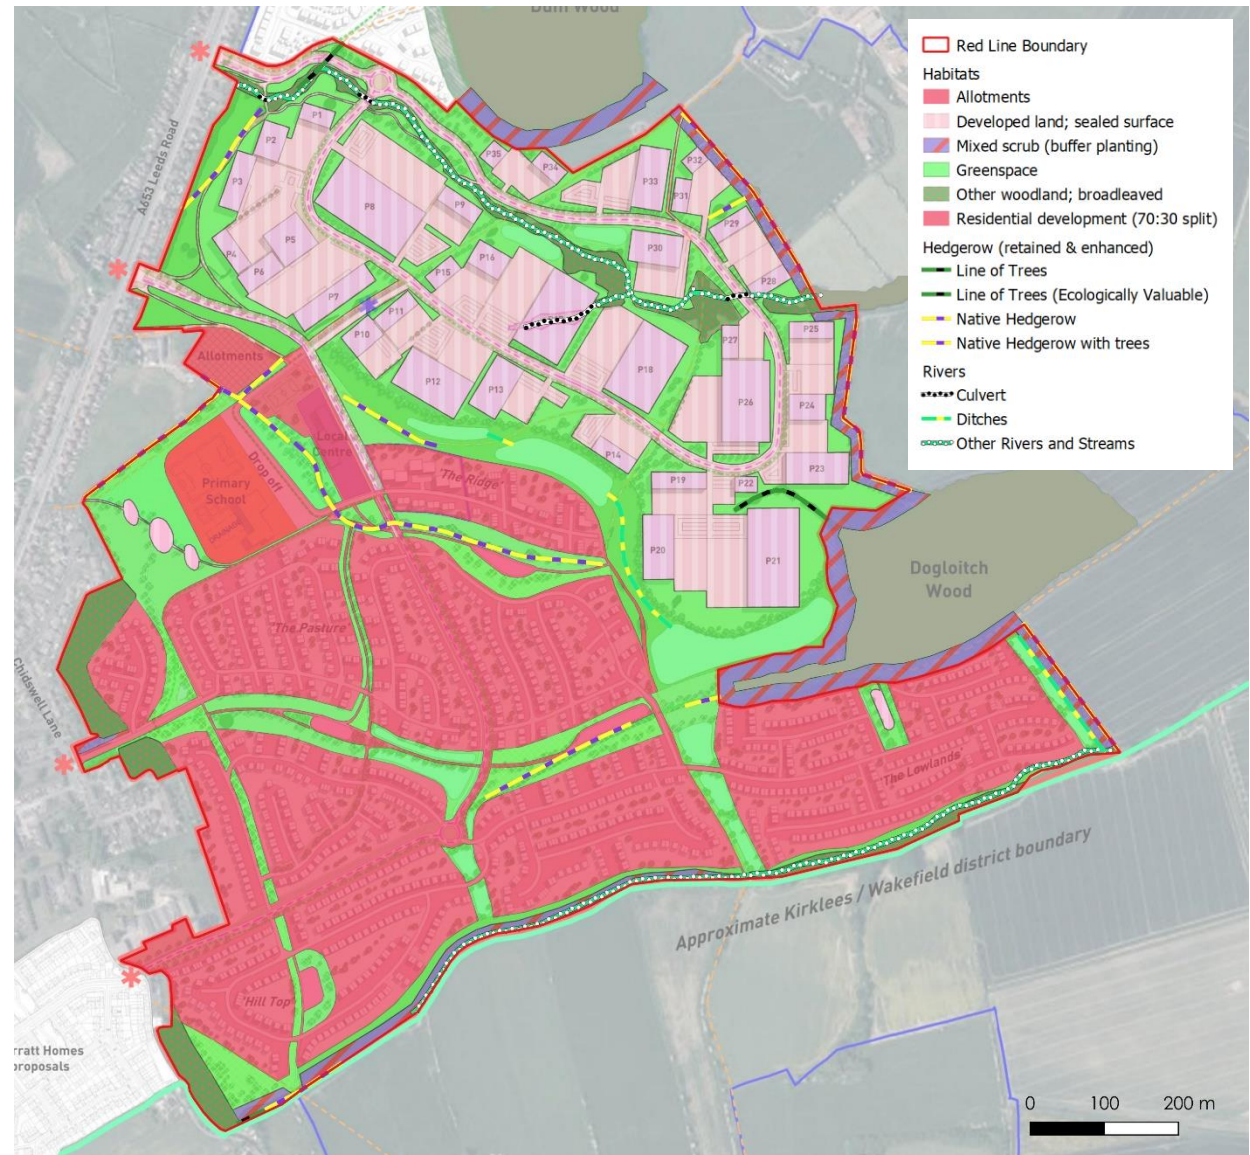 Dum Wood
Red Line Boundary
Habitats
Allotments
Developed land; sealed surface
Mixed scrub (buffer planting)
Greenspace
Other woodland; broadleaved
Residential development (70:30 split)
Hedgerow (retained & enhanced)
Line of Trees
Line of Trees (Ecologically Valuable)
Native Hedgerow
Native Hedgerow with trees
Rivers
Culvert
Ditches
Other Rivers and Streams
A653 Leeds Road
P1
P2
P3
P4
P5
P6
P7
P8
P9
P10
P11
P12
P13
P14
P15
P16
P18
P19
P20
P21
P22
P23
P24
P25
P26
P27
P28
P29
P30
P31
P32
P33
P34
P35
Allotments
Local
Centre
Drop off
Primary
School
'The Ridge'
'The Pasture'
Dogloitch
Wood
Chidswell Lane
'The Lowlands'
Approximate Kirklees / Wakefield district boundary
'Hill Top'
rratt Homes
proposals
0 100 200 m